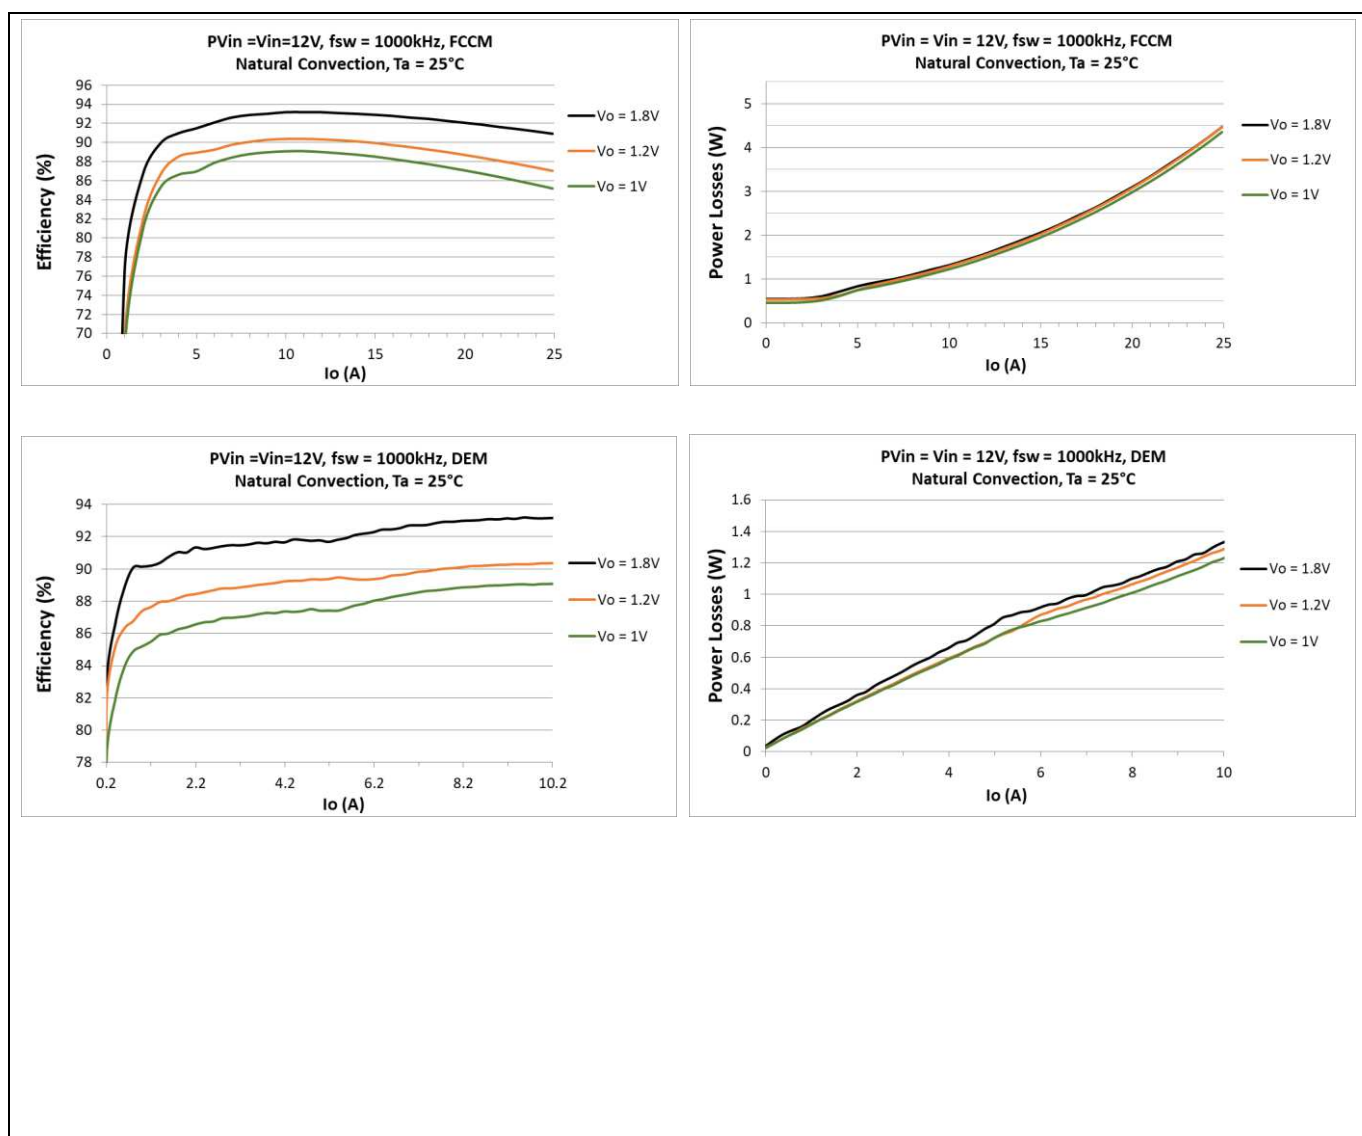 PVin =Vin=12V, fsw = 1000kHz, FCCM
Natural Convection, Ta = 25°C
96
94
92
90
88
86
84
82
80
78
76
74
72
70
Efficiency (%)
0 5 10 15 20 25
Io (A)
Vo = 1.8V
Vo = 1.2V
Vo = 1V
PVin = Vin = 12V, fsw = 1000kHz, FCCM
Natural Convection, Ta = 25°C
5
4
3
2
1
0
Power Losses (W)
0 5 10 15 20 25
Io (A)
Vo = 1.8V
Vo = 1.2V
Vo = 1V
PVin =Vin=12V, fsw = 1000kHz, DEM
Natural Convection, Ta = 25°C
94
92
90
88
86
84
82
80
78
Efficiency (%)
0.2 2.2 4.2 6.2 8.2 10.2
Io (A)
Vo = 1.8V
Vo = 1.2V
Vo = 1V
PVin = Vin = 12V, fsw = 1000kHz, DEM
Natural Convection, Ta = 25°C
1.6
1.4
1.2
1
0.8
0.6
0.4
0.2
0
Power Losses (W)
0 2 4 6 8 10
Io (A)
Vo = 1.8V
Vo = 1.2V
Vo = 1V